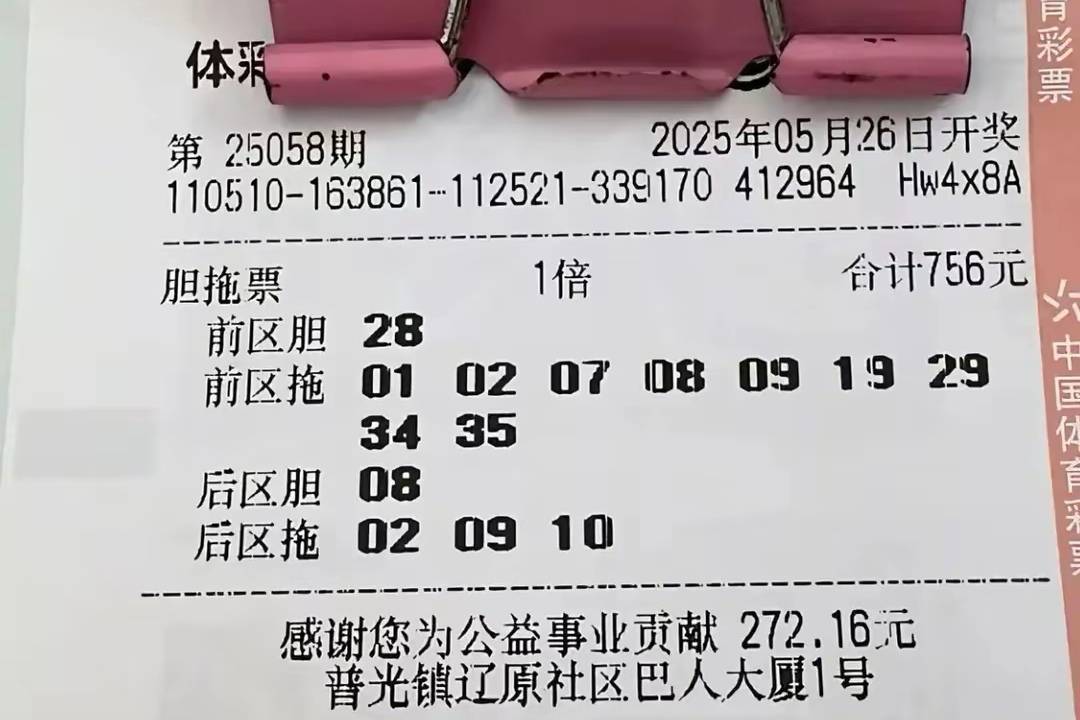 体彩
第 25058期 2025年05月26日开奖
110510-163861-112521-339170 412964 Hw4x8A
胆拖票 1倍 合计756元
前区胆 28
前区拖 01 02 07 08 09 19 29
34 35
后区胆 08
后区拖 02 09 10
感谢您为公益事业贡献 272.16元
普光镇辽原社区巴人大厦1号
育彩票
中国体育彩票